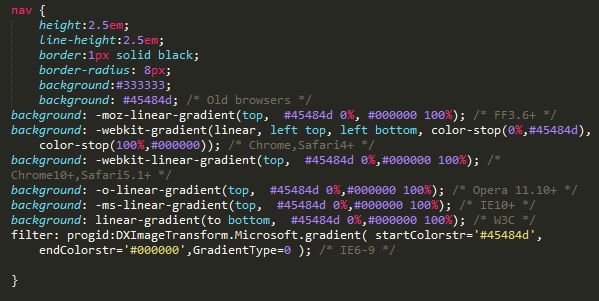 nav {
height:2.5em;
line-height:2.5em;
border:1px solid black;
border-radius: 8px;
background:#333333;
background: #45484d; /* Old browsers */
background: -moz-linear-gradient(top, #45484d 0%, #000000 100%); /* FF3.6+ */
background: -webkit-gradient(linear, left top, left bottom, color-stop(0%,#45484d),
color-stop(100%,#000000)); /* Chrome,Safari4+ */
background: -webkit-linear-gradient(top, #45484d 0%,#000000 100%); /*
Chrome10+,Safari5.1+ */
background: -o-linear-gradient(top, #45484d 0%,#000000 100%); /* Opera 11.10+ */
background: -ms-linear-gradient(top, #45484d 0%,#000000 100%); /* IE10+ */
background: linear-gradient(to bottom, #45484d 0%,#000000 100%); /* W3C */
filter: progid:DXImageTransform.Microsoft.gradient( startColorstr='#45484d',
endColorstr='#000000',GradientType=0 ); /* IE6-9 */
}